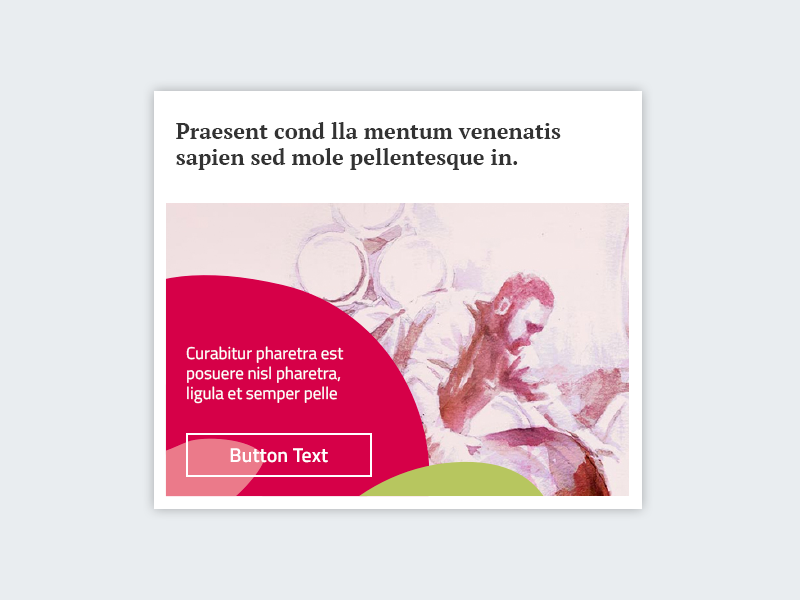 Praesent cond lla mentum venenatis
sapien sed mole pellentesque in.
Curabitur pharetra est
posuere nisl pharetra,
ligula et semper pelle
Button Text